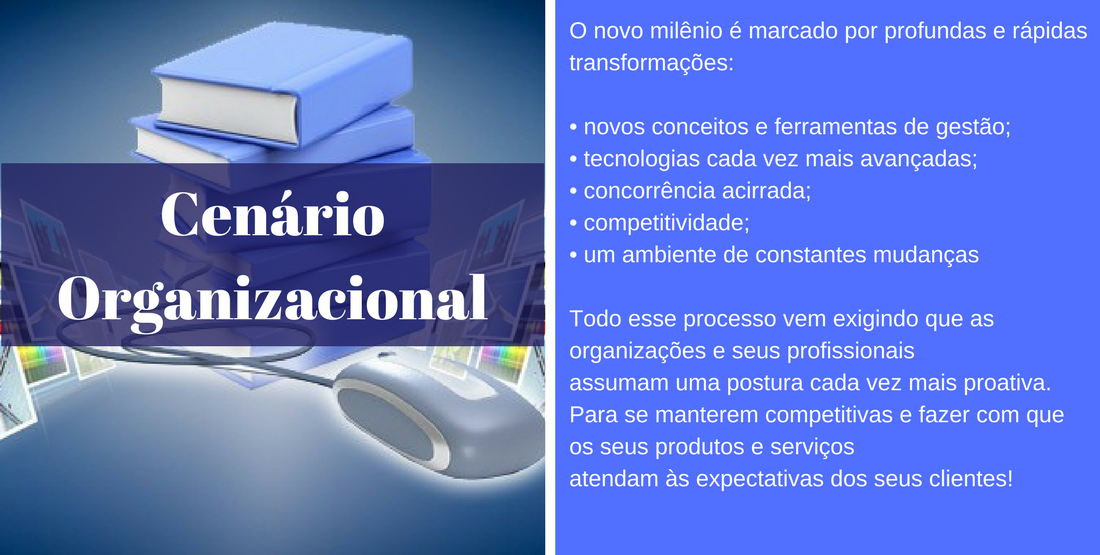 Cenário
Organizacional
O novo milênio é marcado por profundas e rápidas
transformações:
• novos conceitos e ferramentas de gestão;
• tecnologias cada vez mais avançadas;
• concorrência acirrada;
• competitividade;
• um ambiente de constantes mudanças
Todo esse processo vem exigindo que as
organizações e seus profissionais
assumam uma postura cada vez mais proativa.
Para se manterem competitivas e fazer com que
os seus produtos e serviços
atendam às expectativas dos seus clientes!